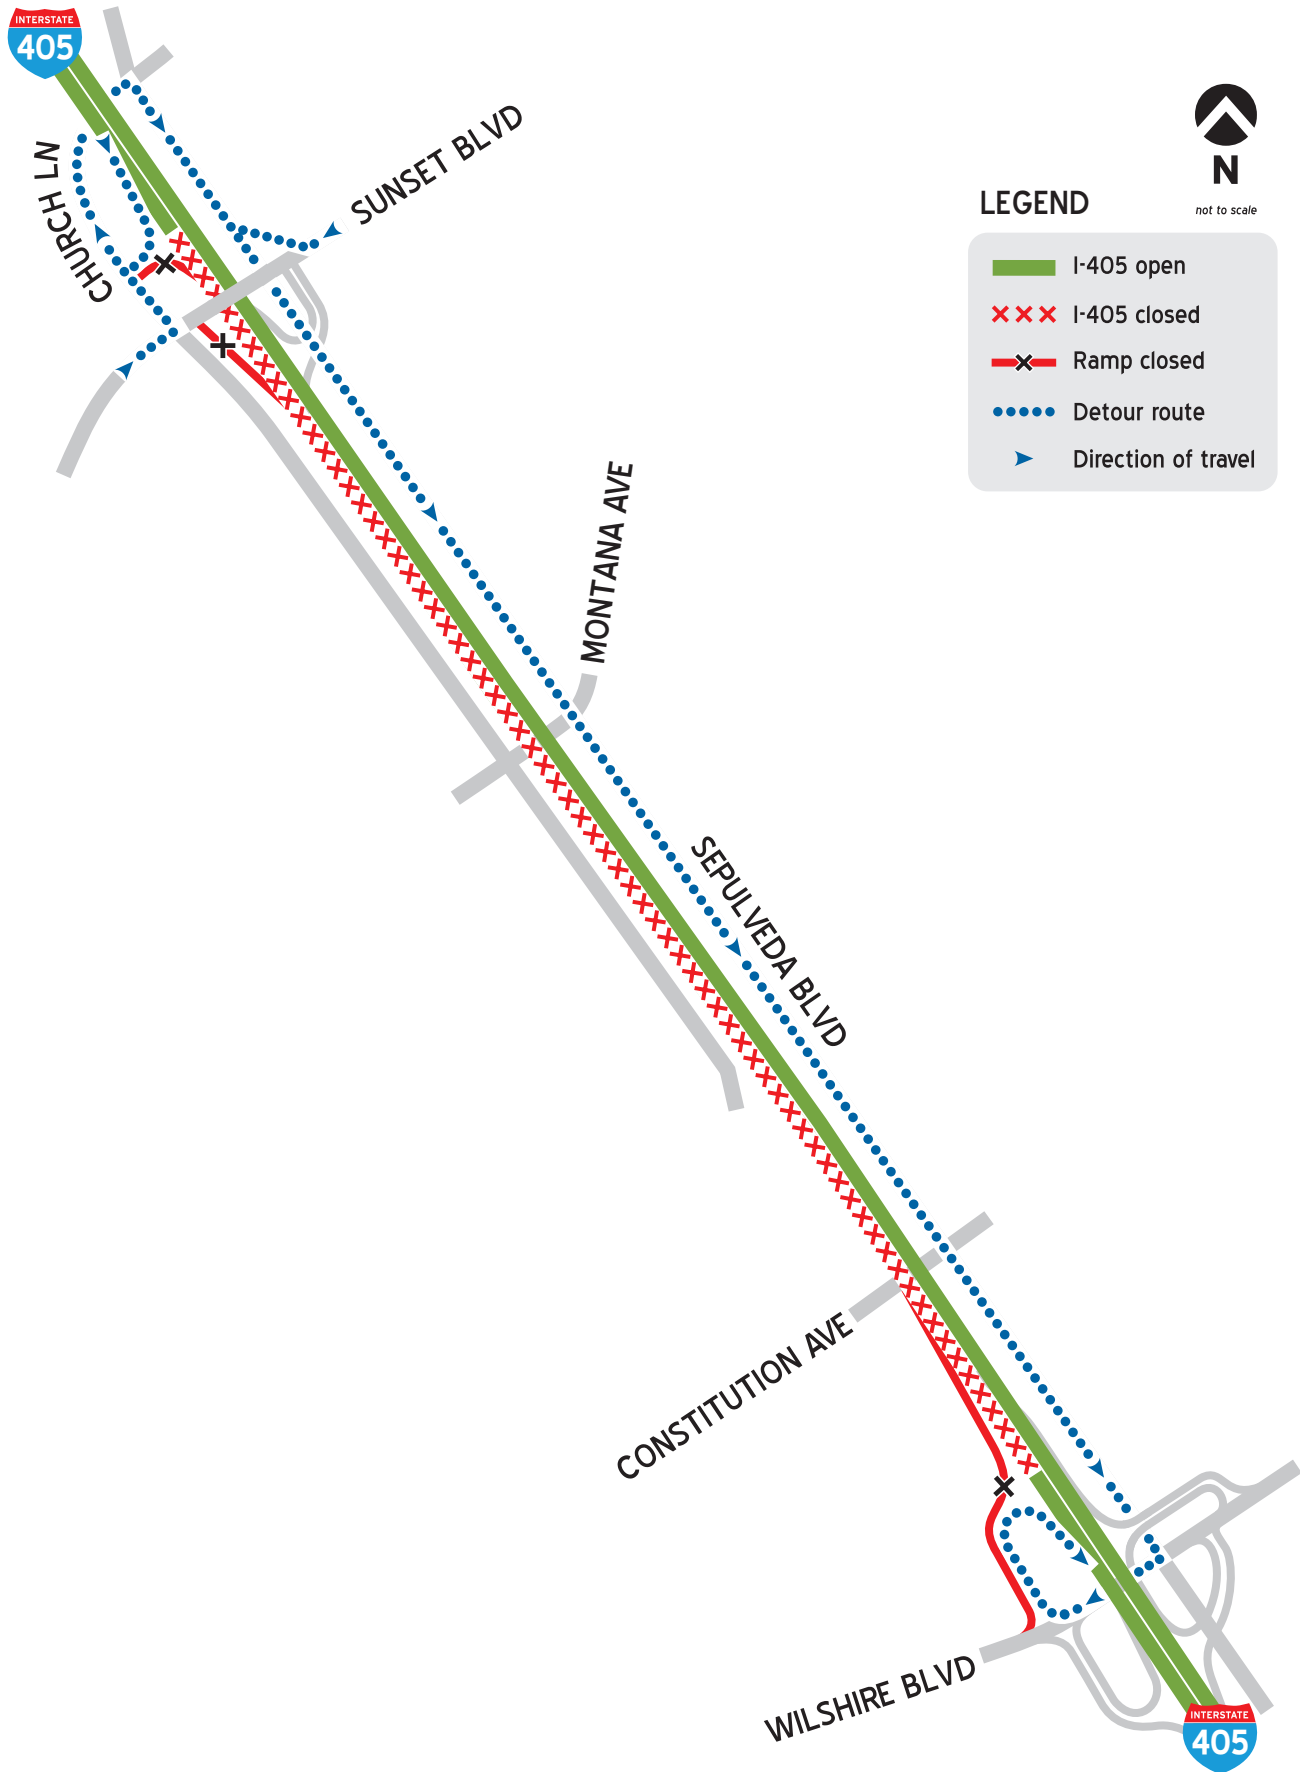 INTERSTATE
405
CHURCH LN
SUNSET BLVD
N
not to scale
LEGEND
I-405 open
I-405 closed
Ramp closed
Detour route
Direction of travel
MONTANA AVE
SEPULVEDA BLVD
CONSTITUTION AVE
WILSHIRE BLVD
INTERSTATE
405